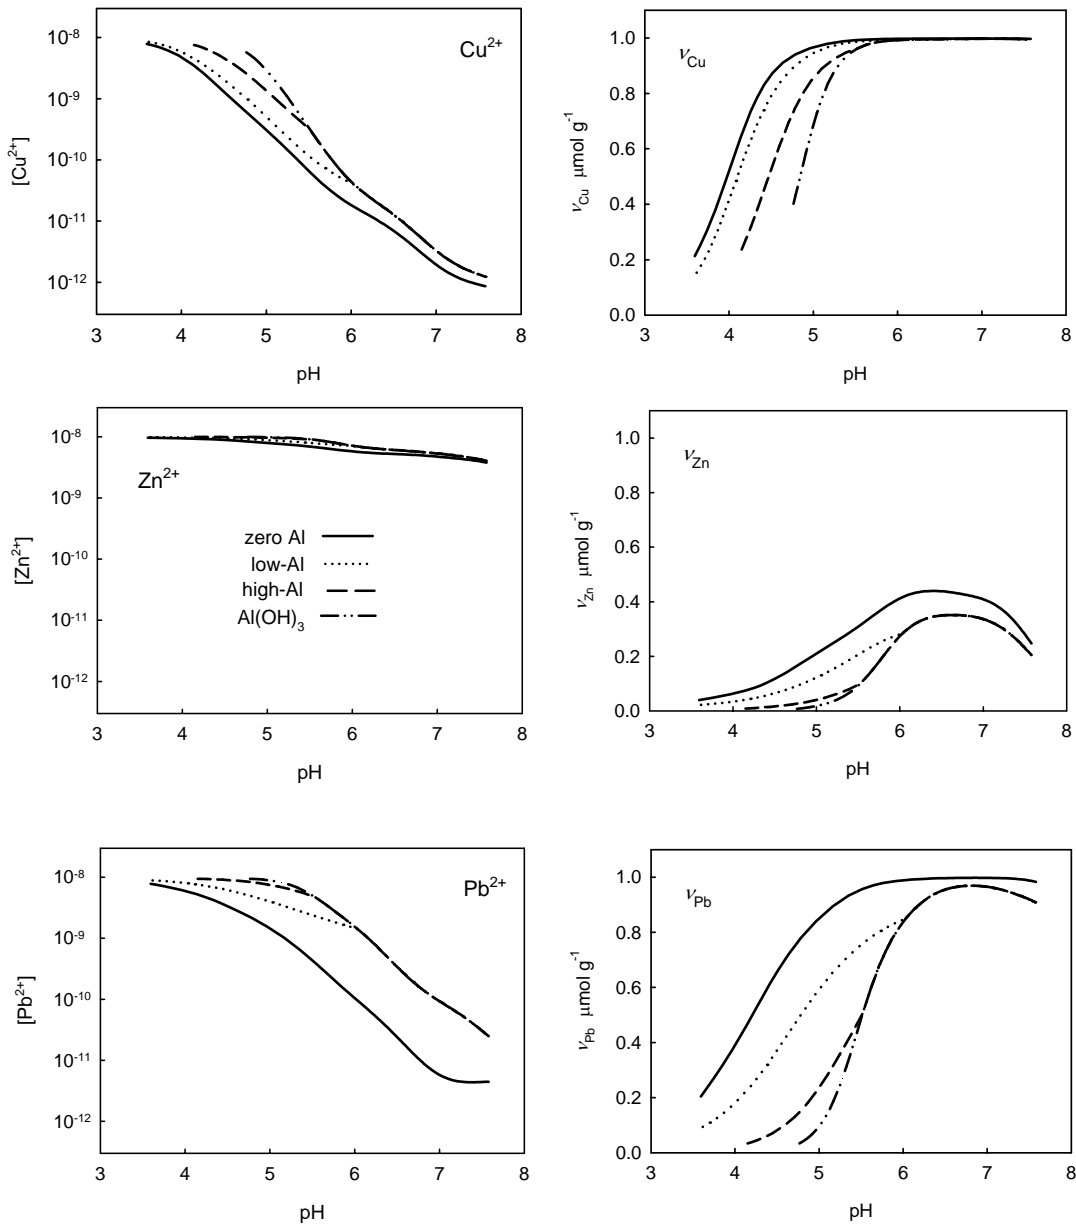 10⁻⁸
10⁻⁹
10⁻¹⁰
10⁻¹¹
10⁻¹²
[Cu²⁺]
Cu²⁺
3 4 5 6 7 8
pH
1.0
0.8
0.6
0.4
0.2
0.0
ν_Cu μmol g⁻¹
ν_Cu
3 4 5 6 7 8
pH
10⁻⁸
10⁻⁹
10⁻¹⁰
10⁻¹¹
10⁻¹²
[Zn²⁺]
Zn²⁺
zero Al
low-Al
high-Al
Al(OH)₃
3 4 5 6 7 8
pH
1.0
0.8
0.6
0.4
0.2
0.0
ν_Zn μmol g⁻¹
ν_Zn
3 4 5 6 7 8
pH
10⁻⁸
10⁻⁹
10⁻¹⁰
10⁻¹¹
10⁻¹²
[Pb²⁺]
Pb²⁺
3 4 5 6 7 8
pH
1.0
0.8
0.6
0.4
0.2
0.0
ν_Pb μmol g⁻¹
ν_Pb
3 4 5 6 7 8
pH